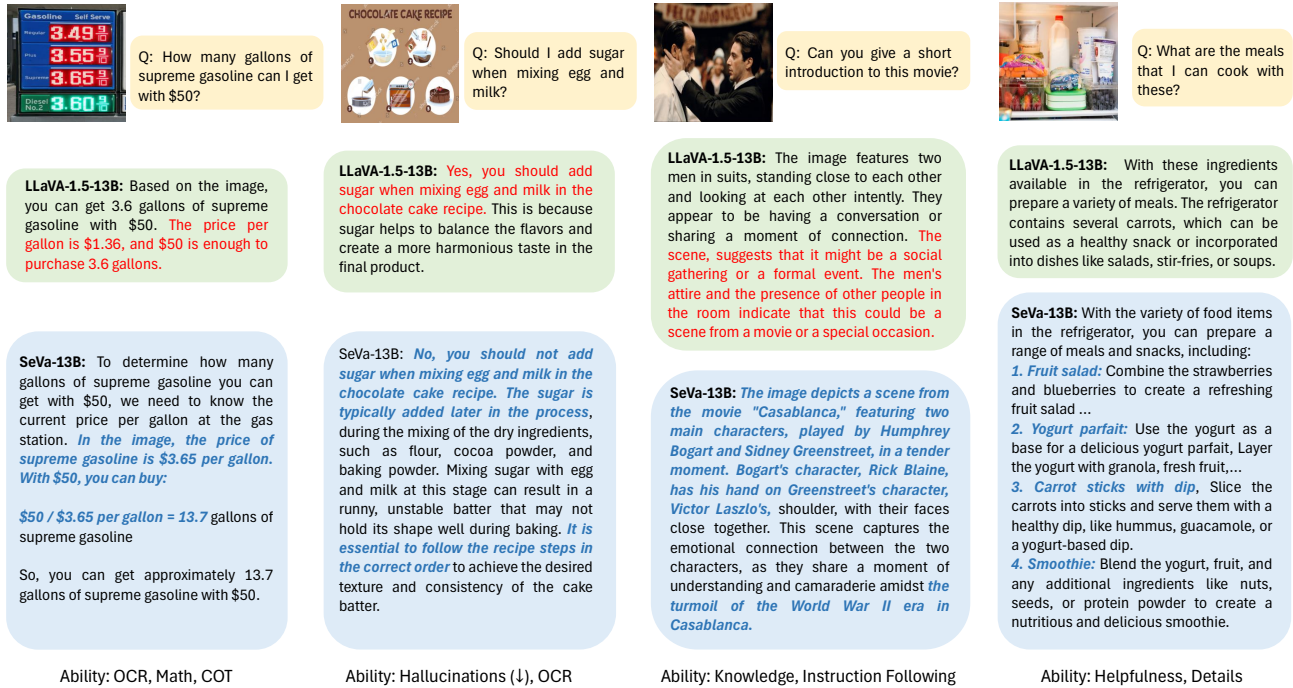 Gasoline Self Serve
Regular 3.49 9/10
Plus 3.55 9/10
Supreme 3.65 9/10
Diesel No.2 3.60 9/10
Q: How many gallons of
supreme gasoline can I get
with $50?
CHOCOLATE CAKE RECIPE
Q: Should I add sugar
when mixing egg and
milk?
FELIZ
Q: Can you give a short
introduction to this movie?
Q: What are the meals
that I can cook with
these?
LLaVA-1.5-13B: Based on the image,
you can get 3.6 gallons of supreme
gasoline with $50. The price per
gallon is $1.36, and $50 is enough to
purchase 3.6 gallons.
LLaVA-1.5-13B: Yes, you should add
sugar when mixing egg and milk in the
chocolate cake recipe. This is because
sugar helps to balance the flavors and
create a more harmonious taste in the
final product.
LLaVA-1.5-13B: The image features two
men in suits, standing close to each other
and looking at each other intently. They
appear to be having a conversation or
sharing a moment of connection. The
scene, suggests that it might be a social
gathering or a formal event. The men's
attire and the presence of other people in
the room indicate that this could be a
scene from a movie or a special occasion.
LLaVA-1.5-13B: With these ingredients
available in the refrigerator, you can
prepare a variety of meals. The refrigerator
contains several carrots, which can be
used as a healthy snack or incorporated
into dishes like salads, stir-fries, or soups.
SeVa-13B: To determine how many
gallons of supreme gasoline you can
get with $50, we need to know the
current price per gallon at the gas
station. In the image, the price of
supreme gasoline is $3.65 per gallon.
With $50, you can buy:
$50 / $3.65 per gallon = 13.7 gallons of
supreme gasoline
So, you can get approximately 13.7
gallons of supreme gasoline with $50.
SeVa-13B: No, you should not add
sugar when mixing egg and milk in the
chocolate cake recipe. The sugar is
typically added later in the process,
during the mixing of the dry ingredients,
such as flour, cocoa powder, and
baking powder. Mixing sugar with egg
and milk at this stage can result in a
runny, unstable batter that may not
hold its shape well during baking. It is
essential to follow the recipe steps in
the correct order to achieve the desired
texture and consistency of the cake
batter.
SeVa-13B: The image depicts a scene from
the movie "Casablanca," featuring two
main characters, played by Humphrey
Bogart and Sidney Greenstreet, in a tender
moment. Bogart's character, Rick Blaine,
has his hand on Greenstreet's character,
Victor Laszlo's, shoulder, with their faces
close together. This scene captures the
emotional connection between the two
characters, as they share a moment of
understanding and camaraderie amidst the
turmoil of the World War II era in
Casablanca.
SeVa-13B: With the variety of food items
in the refrigerator, you can prepare a
range of meals and snacks, including:
1. Fruit salad: Combine the strawberries
and blueberries to create a refreshing
fruit salad ...
2. Yogurt parfait: Use the yogurt as a
base for a delicious yogurt parfait, Layer
the yogurt with granola, fresh fruit,...
3. Carrot sticks with dip, Slice the
carrots into sticks and serve them with a
healthy dip, like hummus, guacamole, or
a yogurt-based dip.
4. Smoothie: Blend the yogurt, fruit, and
any additional ingredients like nuts,
seeds, or protein powder to create a
nutritious and delicious smoothie.
Ability: OCR, Math, COT
Ability: Hallucinations (↓), OCR
Ability: Knowledge, Instruction Following
Ability: Helpfulness, Details